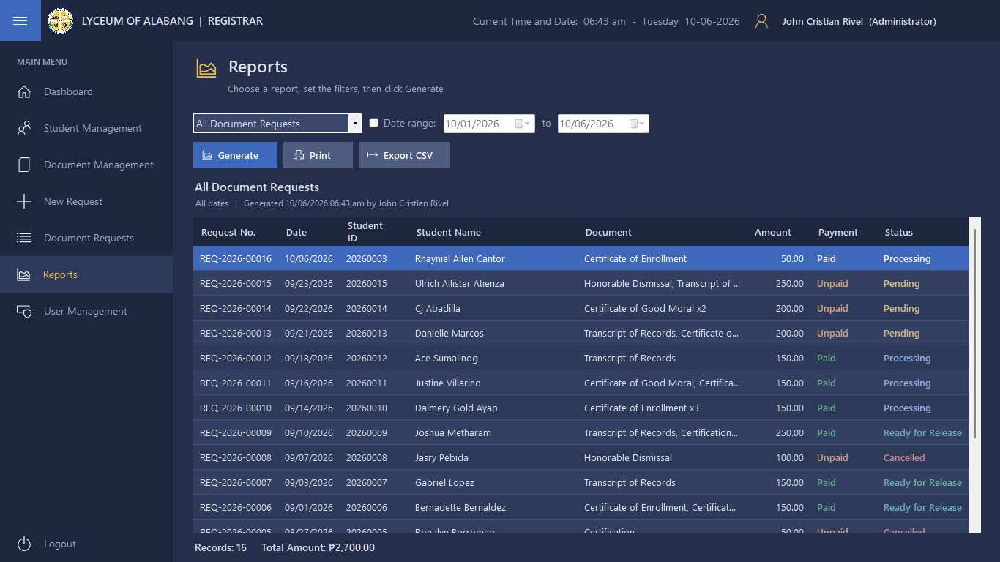 LYCEUM OF ALABANG | REGISTRAR
Current Time and Date: 06:43 am - Tuesday 10-06-2026
John Cristian Rivel (Administrator)
MAIN MENU
Dashboard
Student Management
Document Management
New Request
Document Requests
Reports
User Management
Logout
Reports
Choose a report, set the filters, then click Generate
All Document Requests Date range: 10/01/2026 to 10/06/2026
Generate Print Export CSV
All Document Requests
All dates | Generated 10/06/2026 06:43 am by John Cristian Rivel
Request No. Date Student ID Student Name Document Amount Payment Status
REQ-2026-00016 10/06/2026 20260003 Rhayniel Allen Cantor Certificate of Enrollment 50.00 Paid Processing
REQ-2026-00015 09/23/2026 20260015 Ulrich Allister Atienza Honorable Dismissal, Transcript of ... 250.00 Unpaid Pending
REQ-2026-00014 09/22/2026 20260014 Cj Abadilla Certificate of Good Moral x2 200.00 Unpaid Pending
REQ-2026-00013 09/21/2026 20260013 Danielle Marcos Transcript of Records, Certificate o... 200.00 Unpaid Pending
REQ-2026-00012 09/18/2026 20260012 Ace Sumalinog Transcript of Records 150.00 Paid Processing
REQ-2026-00011 09/16/2026 20260011 Justine Villarino Certificate of Good Moral, Certifica... 150.00 Paid Processing
REQ-2026-00010 09/14/2026 20260010 Daimery Gold Ayap Certificate of Enrollment x3 150.00 Paid Processing
REQ-2026-00009 09/10/2026 20260009 Joshua Metharam Transcript of Records, Certification... 250.00 Paid Ready for Release
REQ-2026-00008 09/07/2026 20260008 Jasry Pebida Honorable Dismissal 100.00 Unpaid Cancelled
REQ-2026-00007 09/03/2026 20260007 Gabriel Lopez Transcript of Records 150.00 Paid Ready for Release
REQ-2026-00006 09/01/2026 20260006 Bernadette Bernaldez Certificate of Enrollment, Certificat... 150.00 Paid Ready for Release
REQ-2026-00005 08/27/2026 20260005 Ronalyn Borromeo Certification 50.00 Unpaid Cancelled
Records: 16 Total Amount: ₱2,700.00